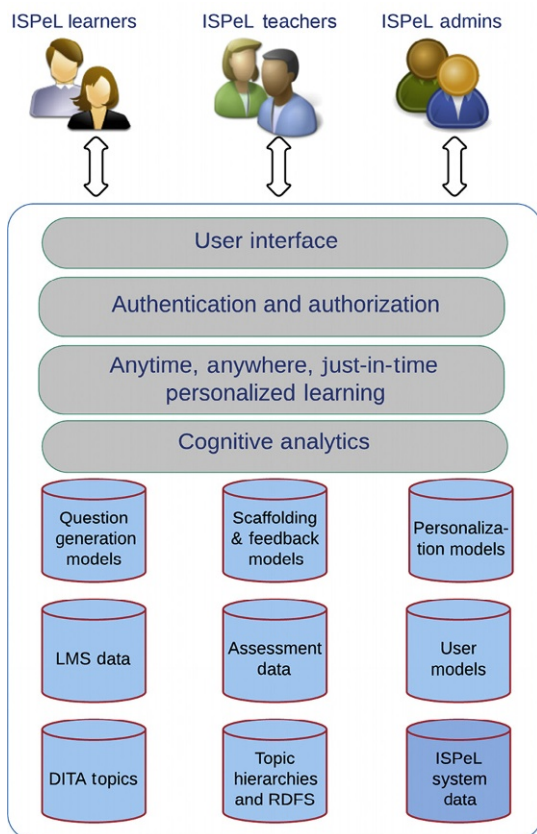 ISPeL learners
ISPeL teachers
ISPeL admins
User interface
Authentication and authorization
Anytime, anywhere, just-in-time
personalized learning
Cognitive analytics
Question
generation
models
Scaffolding
& feedback
models
Personaliza-
tion models
LMS data
Assessment
data
User
models
DITA topics
Topic
hierarchies
and RDFS
ISPeL
system
data